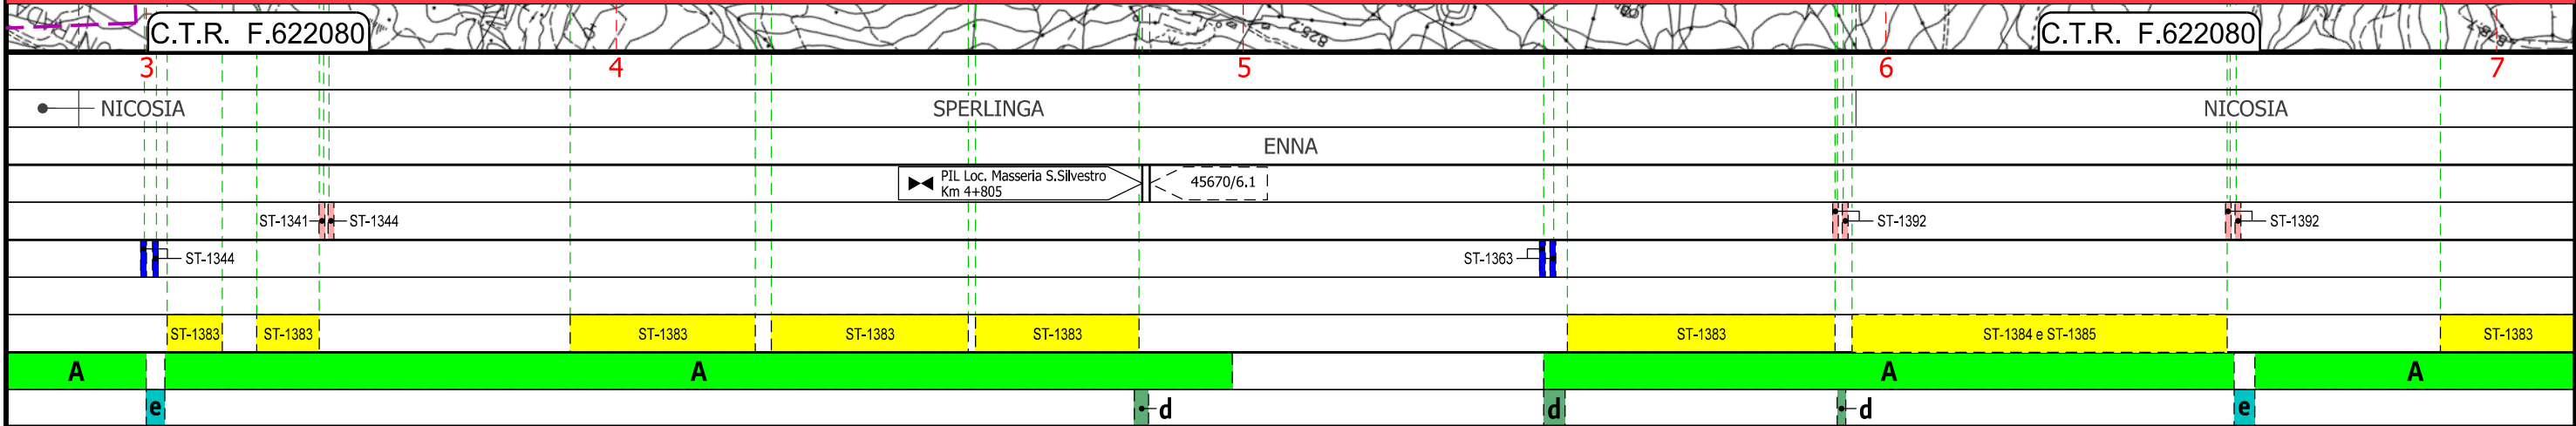 C.T.R. F.622080
C.T.R. F.622080
3 4 5 6 7
NICOSIA SPERLINGA NICOSIA
ENNA
PIL Loc. Masseria S.Silvestro
Km 4+805
45670/6.1
ST-1341 ST-1344 ST-1392 ST-1392
ST-1344 ST-1363
ST-1383 ST-1383 ST-1383 ST-1383 ST-1383 ST-1383 ST-1384 e ST-1385 ST-1383
A A A A
e d d d e